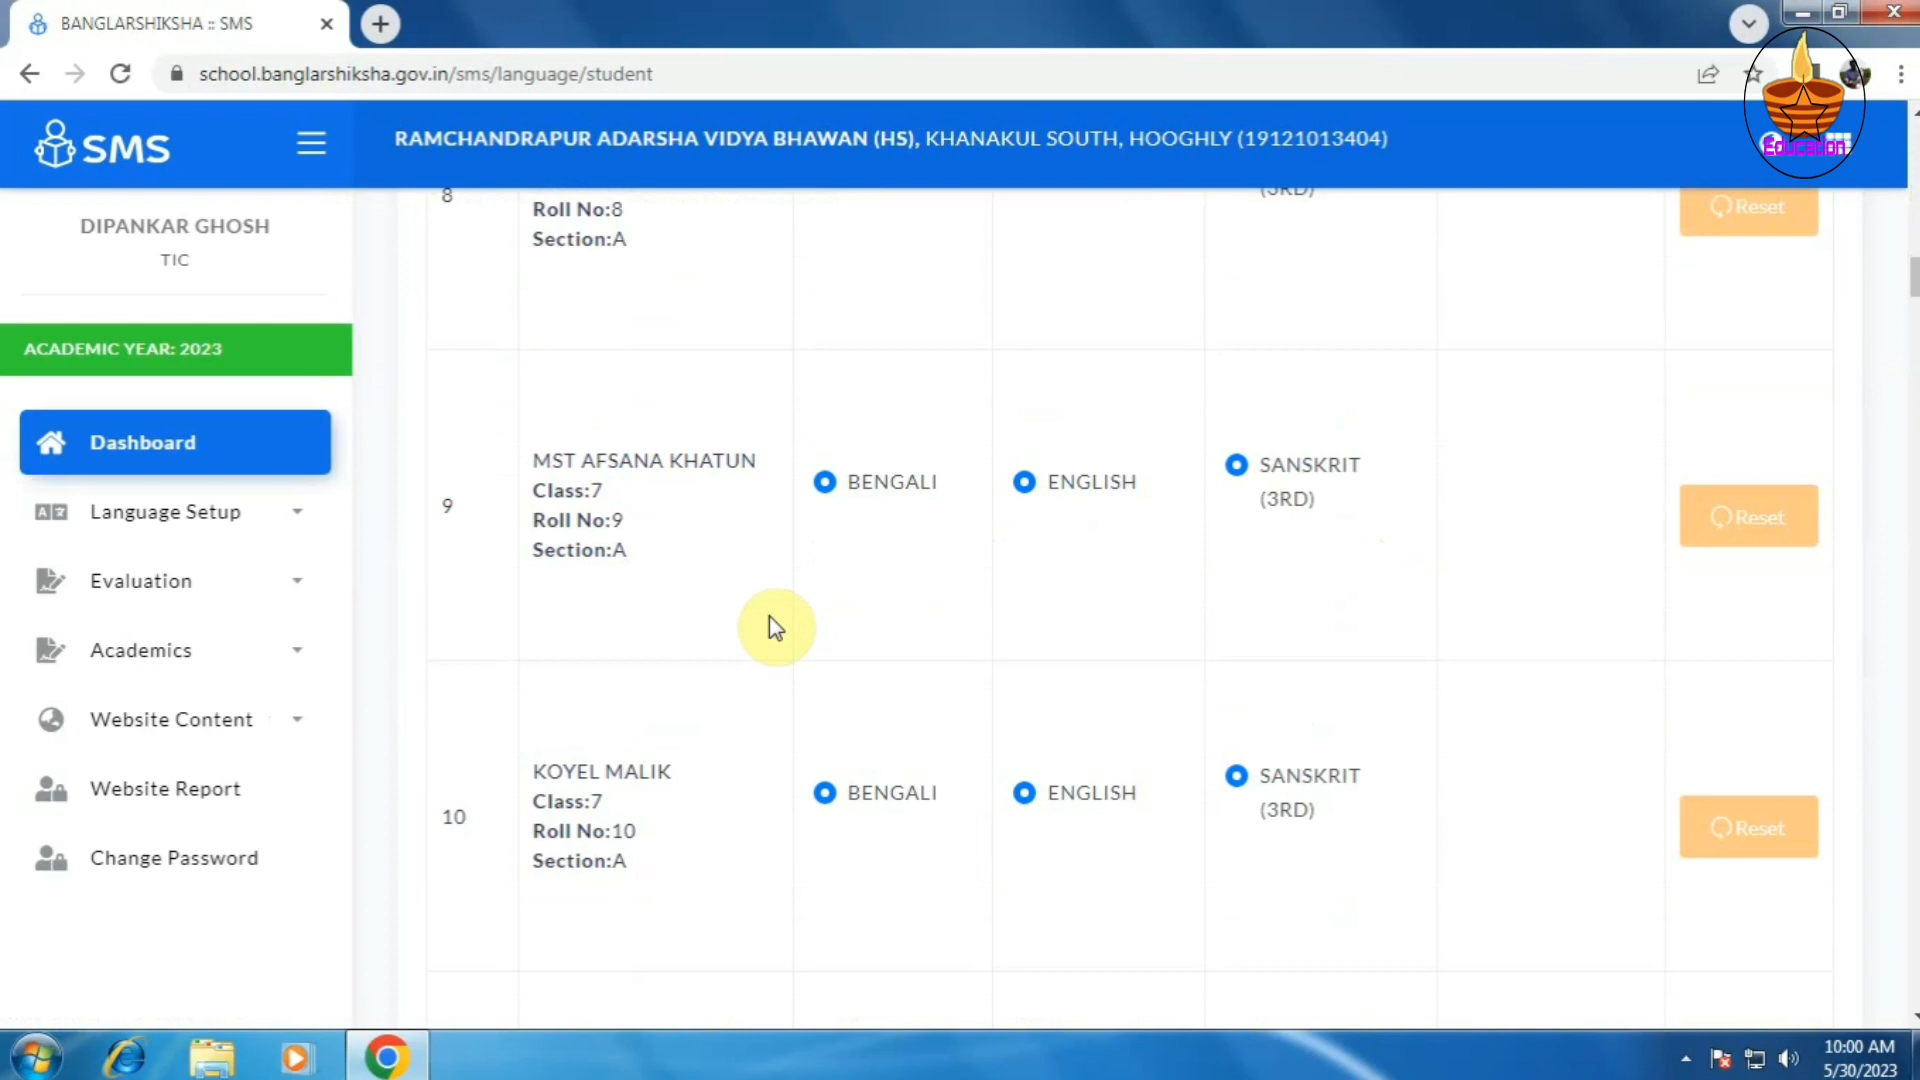 BANGLARSHIKSHA :: SMS
school.banglarshiksha.gov.in/sms/language/student
SMS
RAMCHANDRAPUR ADARSHA VIDYA BHAWAN (HS), KHANAKUL SOUTH, HOOGHLY (19121013404)
Education
DIPANKAR GHOSH
TIC
ACADEMIC YEAR: 2023
Dashboard
Language Setup
Evaluation
Academics
Website Content
Website Report
Change Password
8
Roll No:8
Section:A
(3RD)
Reset
9
MST AFSANA KHATUN
Class:7
Roll No:9
Section:A
BENGALI
ENGLISH
SANSKRIT
(3RD)
Reset
10
KOYEL MALIK
Class:7
Roll No:10
Section:A
BENGALI
ENGLISH
SANSKRIT
(3RD)
Reset
10:00 AM
5/30/2023